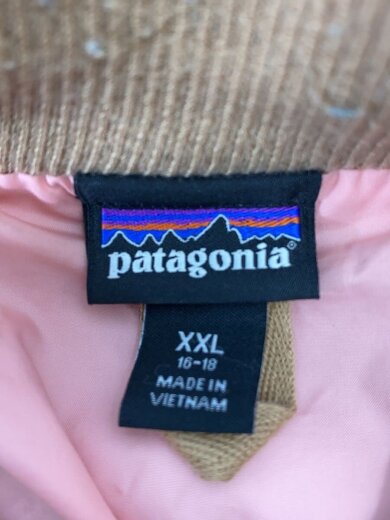 patagonia®
XXL
16-18
MADE IN
VIETNAM